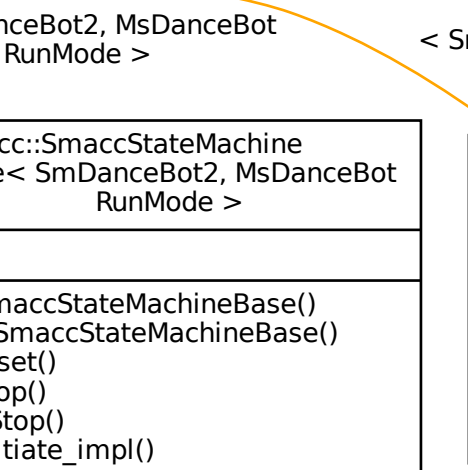 nceBot2, MsDanceBot
RunMode >
< Sm
cc::SmaccStateMachine
e< SmDanceBot2, MsDanceBot
RunMode >
maccStateMachineBase()
SmaccStateMachineBase()
set()
op()
Stop()
tiate_impl()